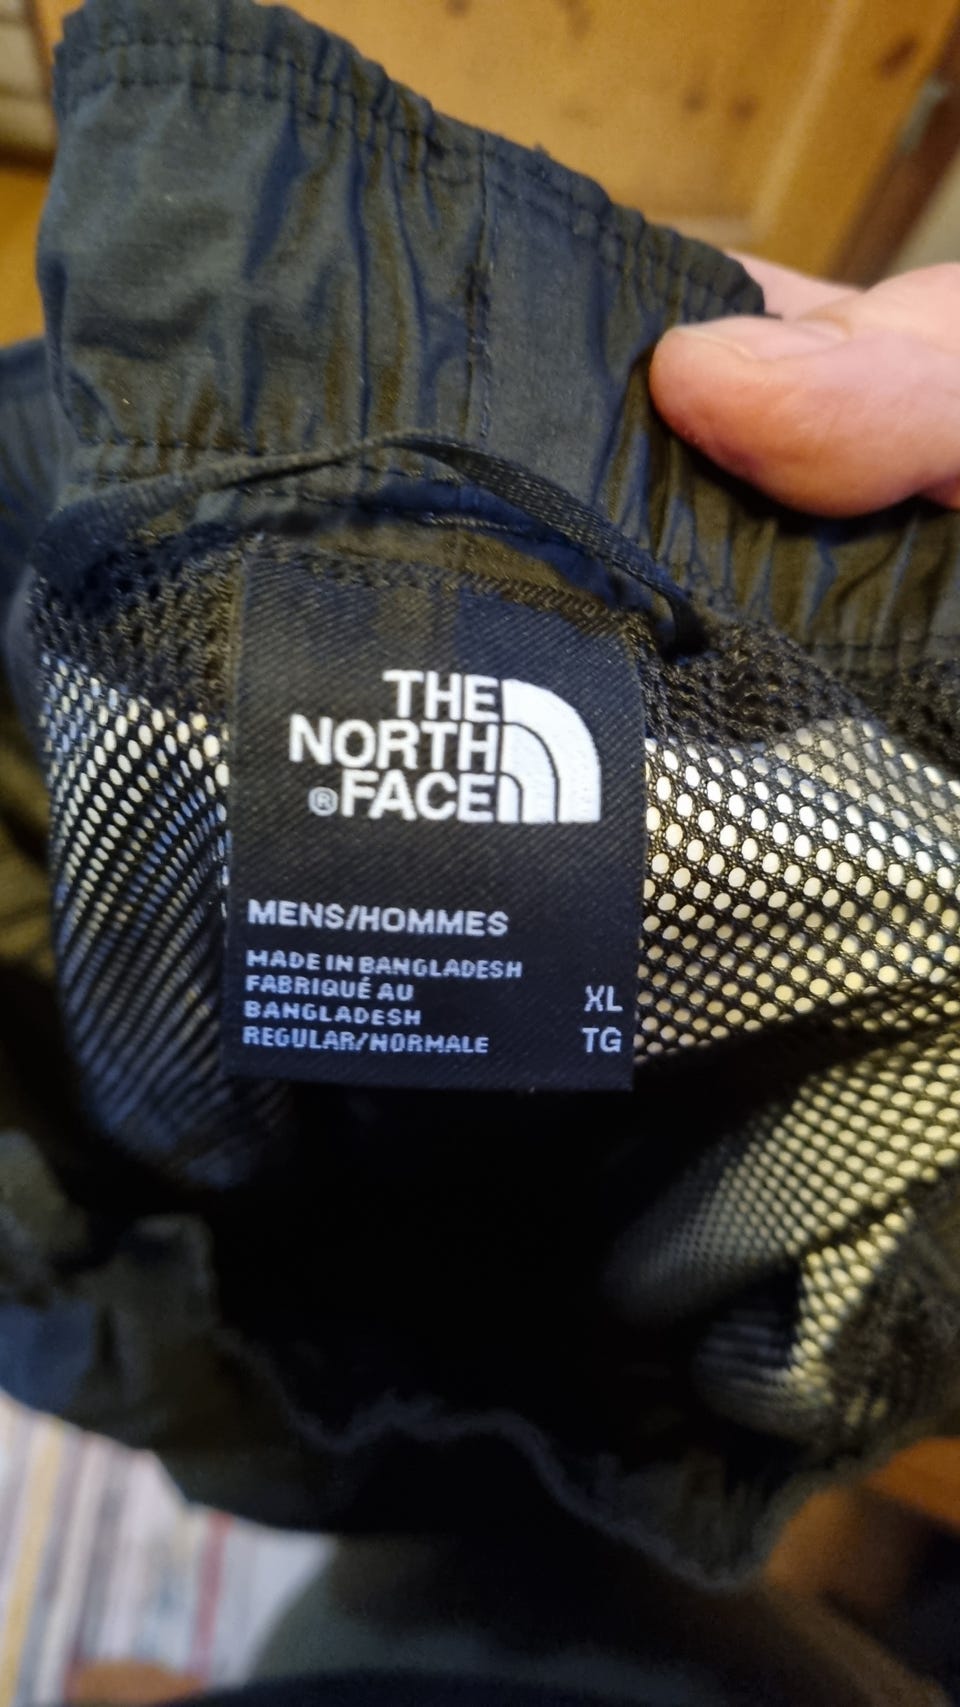 THE
NORTH
®FACE
MENS/HOMMES
MADE IN BANGLADESH
FABRIQUÉ AU
BANGLADESH
REGULAR/NORMALE
XL
TG